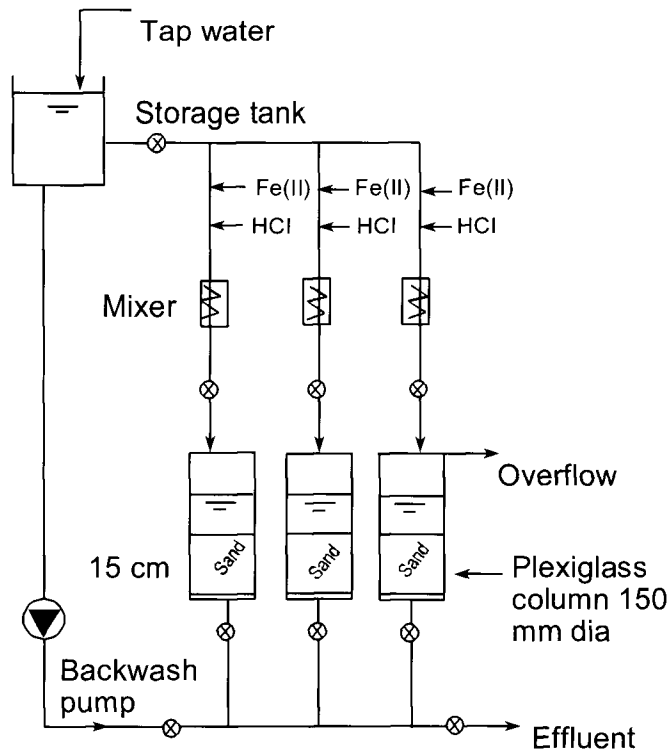 Tap water
Storage tank
Fe(II) Fe(II) Fe(II)
HCl HCl HCl
Mixer
Overflow
Sand Sand Sand
15 cm
Plexiglass
column 150
mm dia
Backwash
pump
Effluent